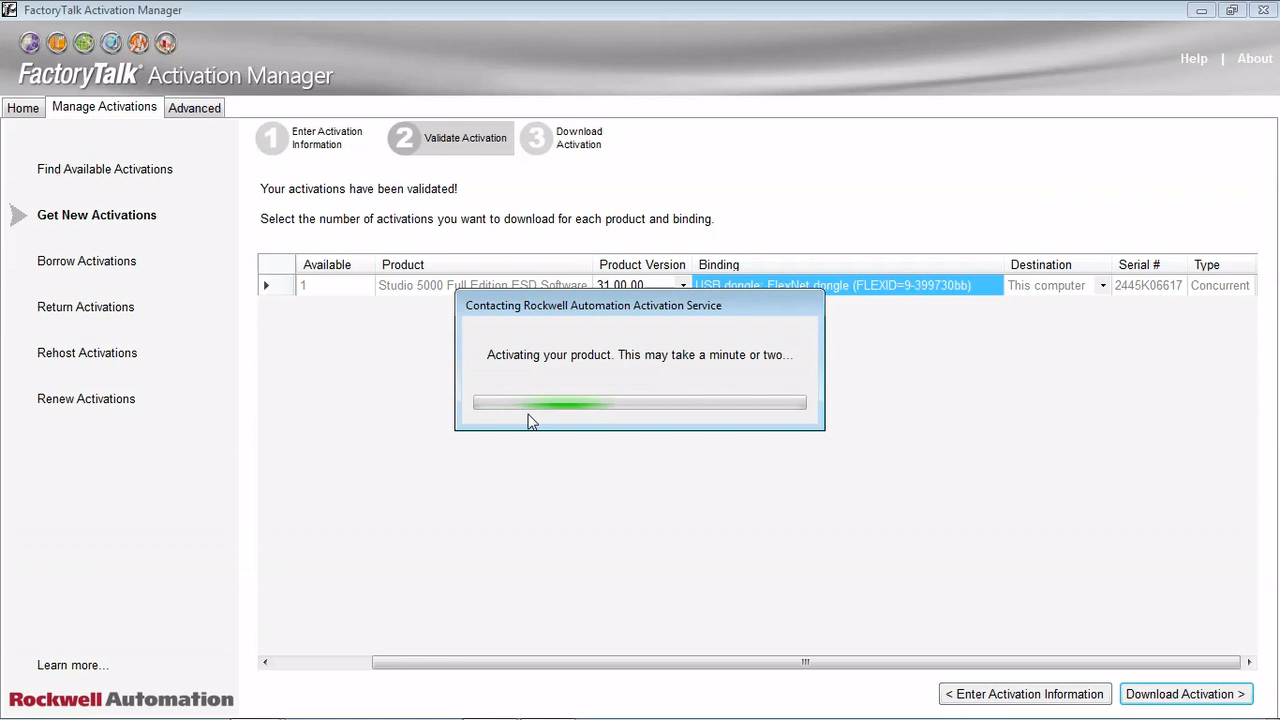 FactoryTalk Activation Manager
FactoryTalk Activation Manager
Help | About
Home Manage Activations Advanced
1 Enter Activation Information
2 Validate Activation
3 Download Activation
Find Available Activations
Get New Activations
Borrow Activations
Return Activations
Rehost Activations
Renew Activations
Your activations have been validated!
Select the number of activations you want to download for each product and binding.
Available Product Product Version Binding Destination Serial # Type
1 Studio 5000 Full Edition ESD Software 31.00.00 USB dongle: FlexNet dongle (FLEXID=9-399730bb) This computer 2445K06617 Concurrent
Contacting Rockwell Automation Activation Service
Activating your product. This may take a minute or two...
Learn more...
Rockwell Automation
< Enter Activation Information Download Activation >